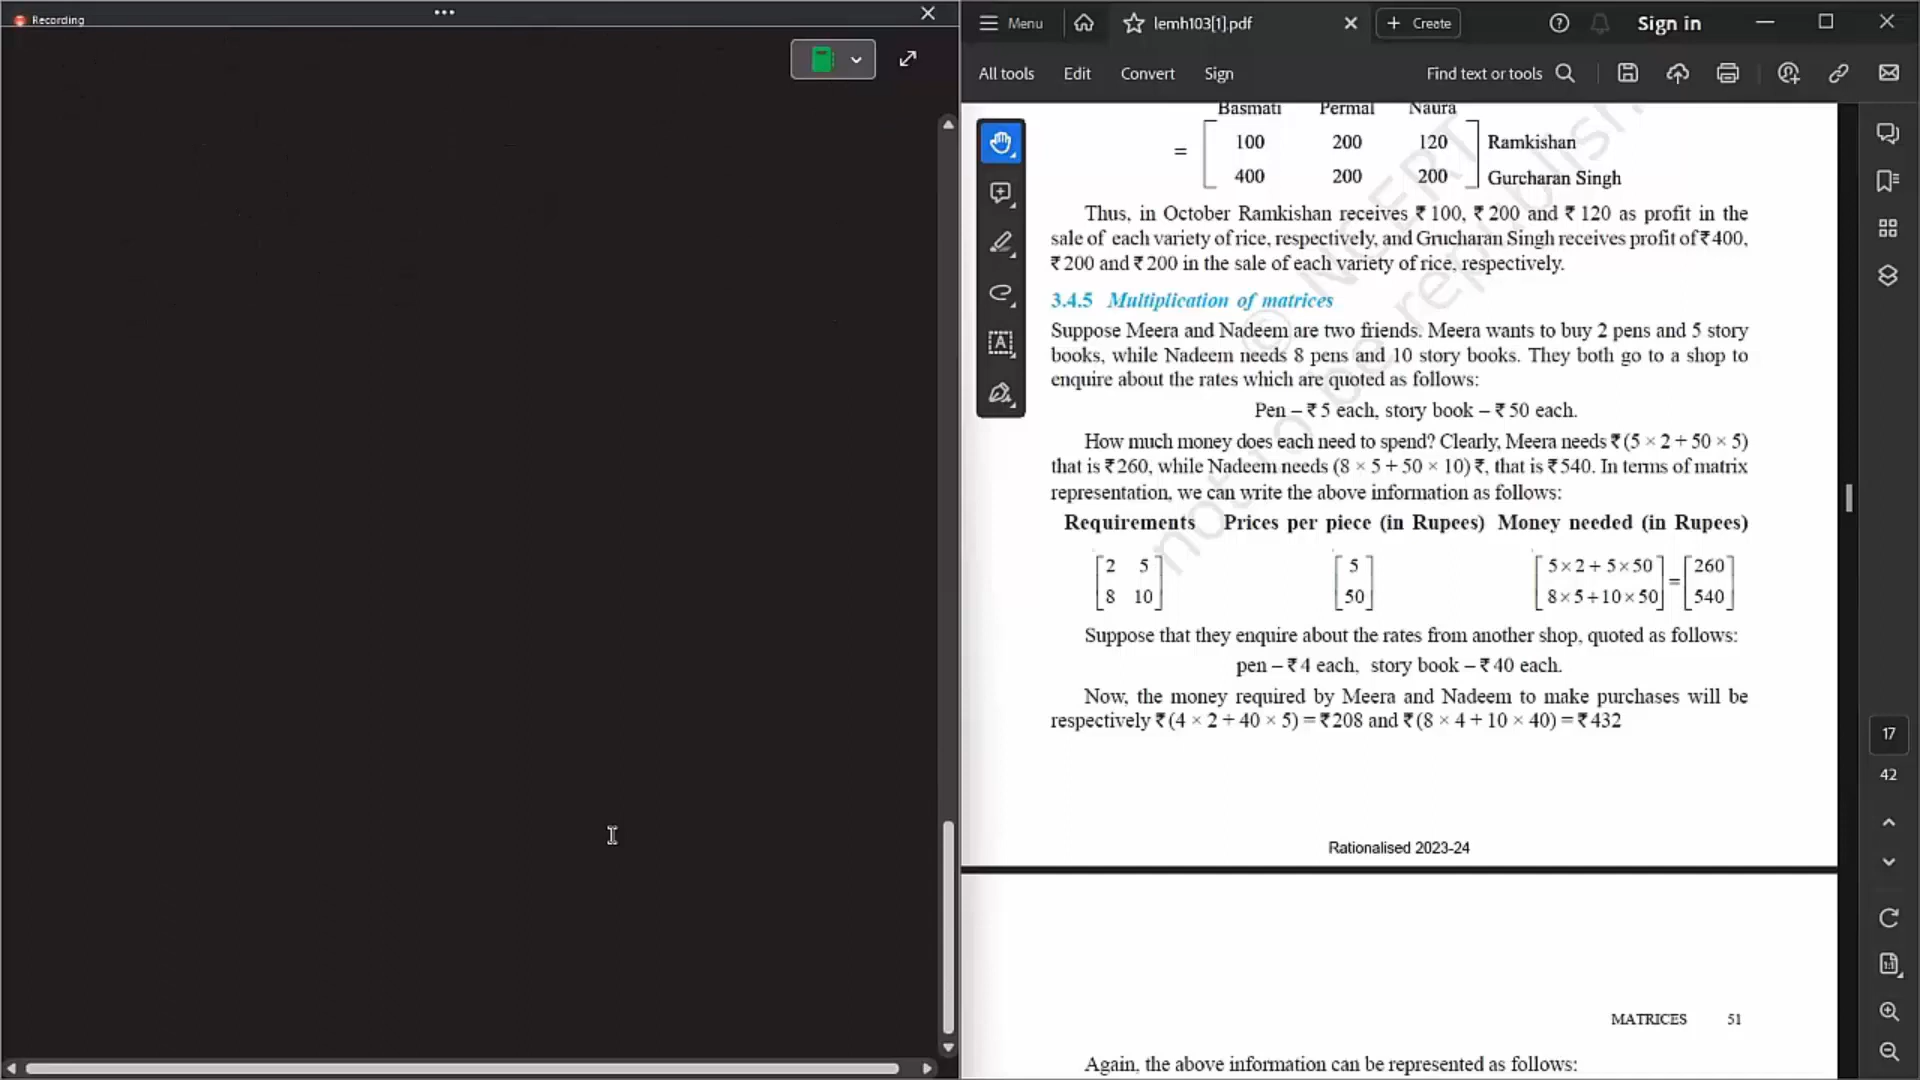 Recording
Menu
lemh103[1].pdf
Create
Sign in
All tools
Edit
Convert
Sign
Find text or tools
Basmati Permal Naura
= [100 200 120] Ramkishan
[400 200 200] Gurcharan Singh
Thus, in October Ramkishan receives ₹ 100, ₹ 200 and ₹ 120 as profit in the
sale of each variety of rice, respectively, and Grucharan Singh receives profit of ₹ 400,
₹ 200 and ₹ 200 in the sale of each variety of rice, respectively.
3.4.5 Multiplication of matrices
Suppose Meera and Nadeem are two friends. Meera wants to buy 2 pens and 5 story
books, while Nadeem needs 8 pens and 10 story books. They both go to a shop to
enquire about the rates which are quoted as follows:
Pen – ₹ 5 each, story book – ₹ 50 each.
How much money does each need to spend? Clearly, Meera needs ₹ (5 × 2 + 50 × 5)
that is ₹ 260, while Nadeem needs (8 × 5 + 50 × 10) ₹, that is ₹ 540. In terms of matrix
representation, we can write the above information as follows:
Requirements Prices per piece (in Rupees) Money needed (in Rupees)
[2 5] [5] [5 × 2 + 5 × 50] = [260]
[8 10] [50] [8 × 5 + 10 × 50] [540]
Suppose that they enquire about the rates from another shop, quoted as follows:
pen – ₹ 4 each, story book – ₹ 40 each.
Now, the money required by Meera and Nadeem to make purchases will be
respectively ₹ (4 × 2 + 40 × 5) = ₹ 208 and ₹ (8 × 4 + 10 × 40) = ₹ 432
Rationalised 2023-24
MATRICES 51
Again, the above information can be represented as follows:
© NCERT
not to be republish
17
42